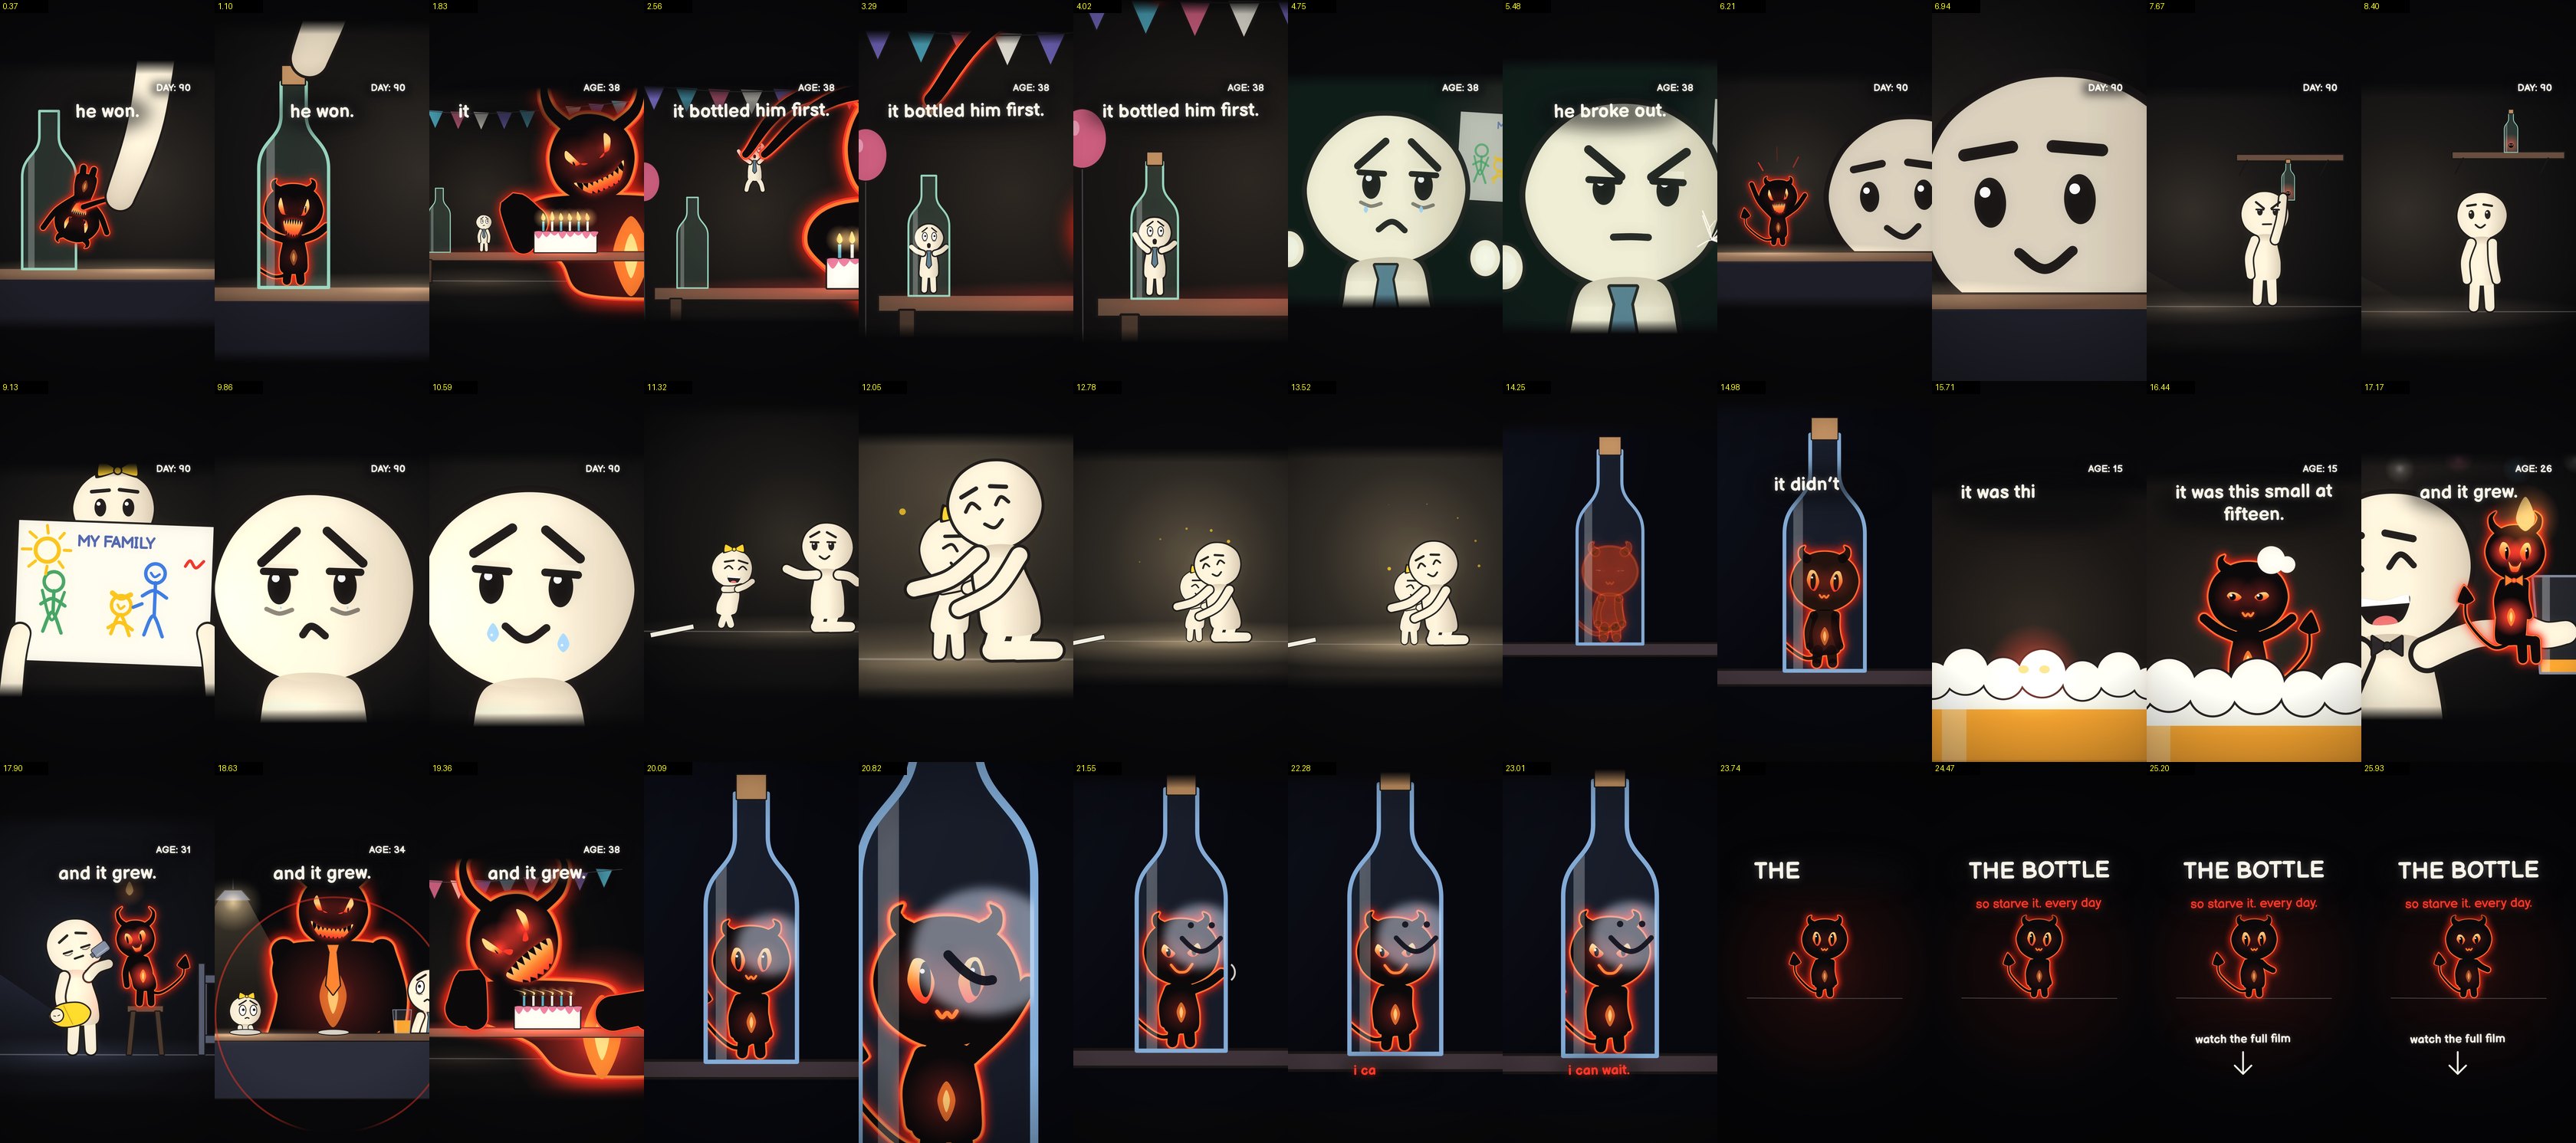 0.37
DAY: 90
he won.
1.10
DAY: 90
he won.
1.83
AGE: 38
it
2.56
AGE: 38
it bottled him first.
3.29
AGE: 38
it bottled him first.
4.02
AGE: 38
it bottled him first.
4.75
AGE: 38
5.48
AGE: 38
he broke out.
6.21
DAY: 90
6.94
DAY: 90
7.67
DAY: 90
8.40
DAY: 90
9.13
DAY: 90
MY FAMILY
9.86
DAY: 90
10.59
DAY: 90
11.32
12.05
12.78
13.52
14.25
14.98
it didn't
15.71
AGE: 15
it was thi
16.44
AGE: 15
it was this small at
fifteen.
17.17
AGE: 26
and it grew.
17.90
AGE: 31
and it grew.
18.63
AGE: 34
and it grew.
19.36
AGE: 38
and it grew.
20.09
20.82
21.55
22.28
i ca
23.01
i can wait.
23.74
THE
24.47
THE BOTTLE
so starve it. every day
25.20
THE BOTTLE
so starve it. every day.
watch the full film
25.93
THE BOTTLE
so starve it. every day.
watch the full film